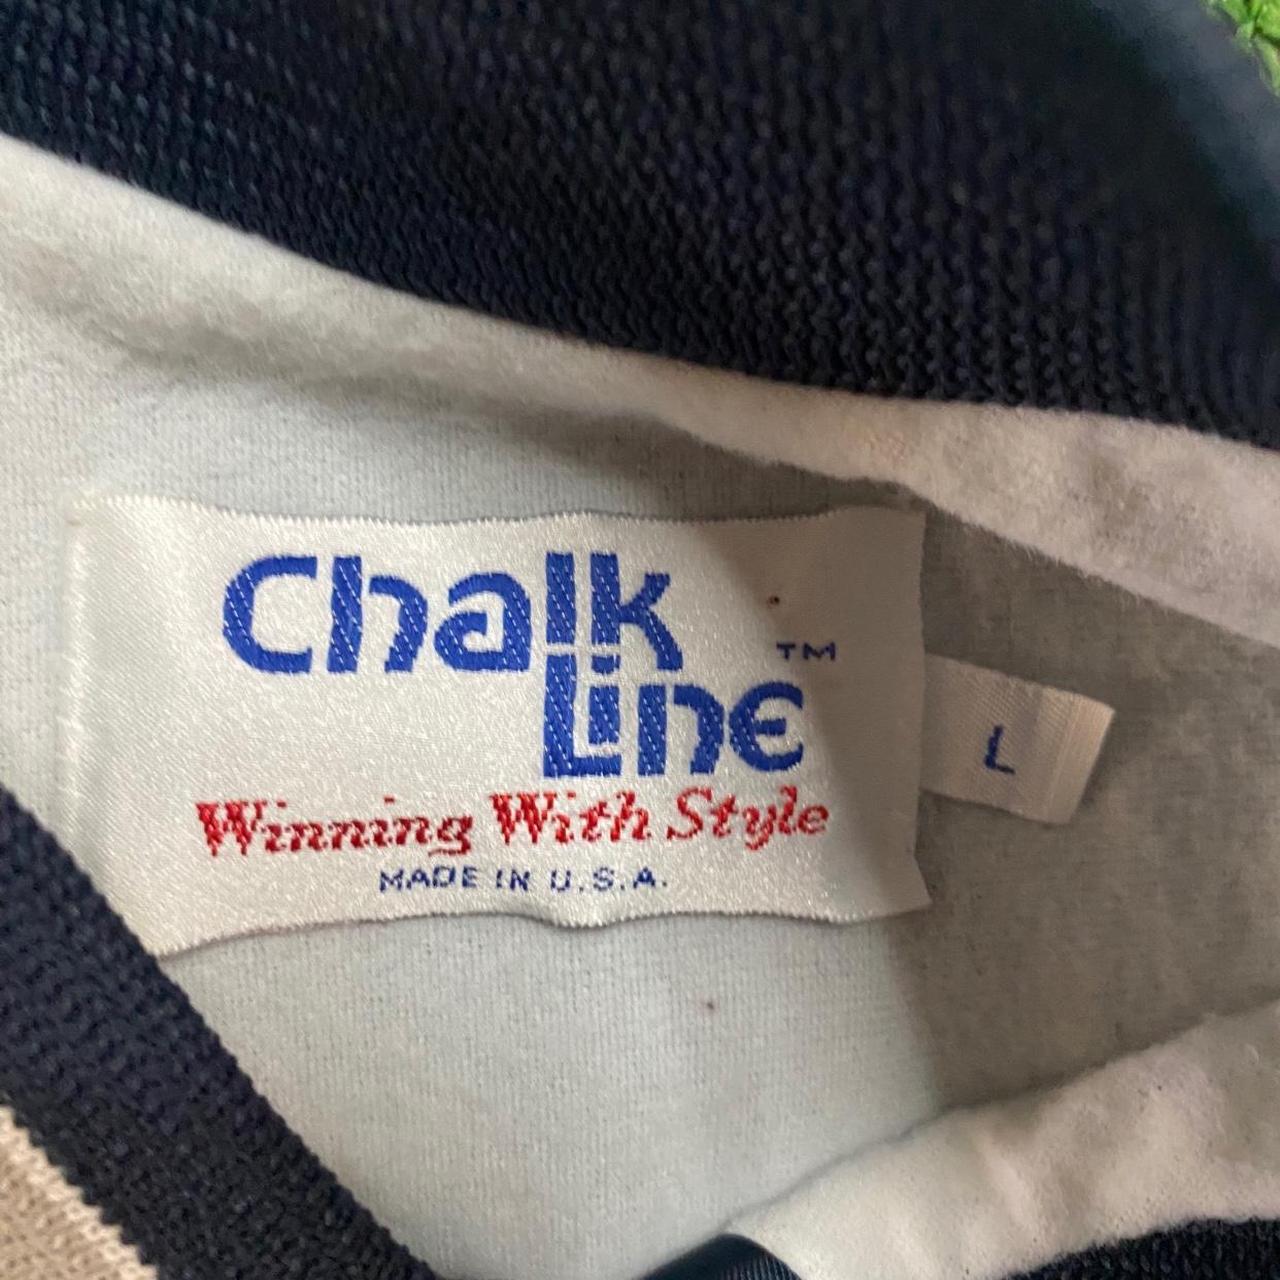 Chalk
Line ™
Winning With Style
MADE IN U.S.A.
L